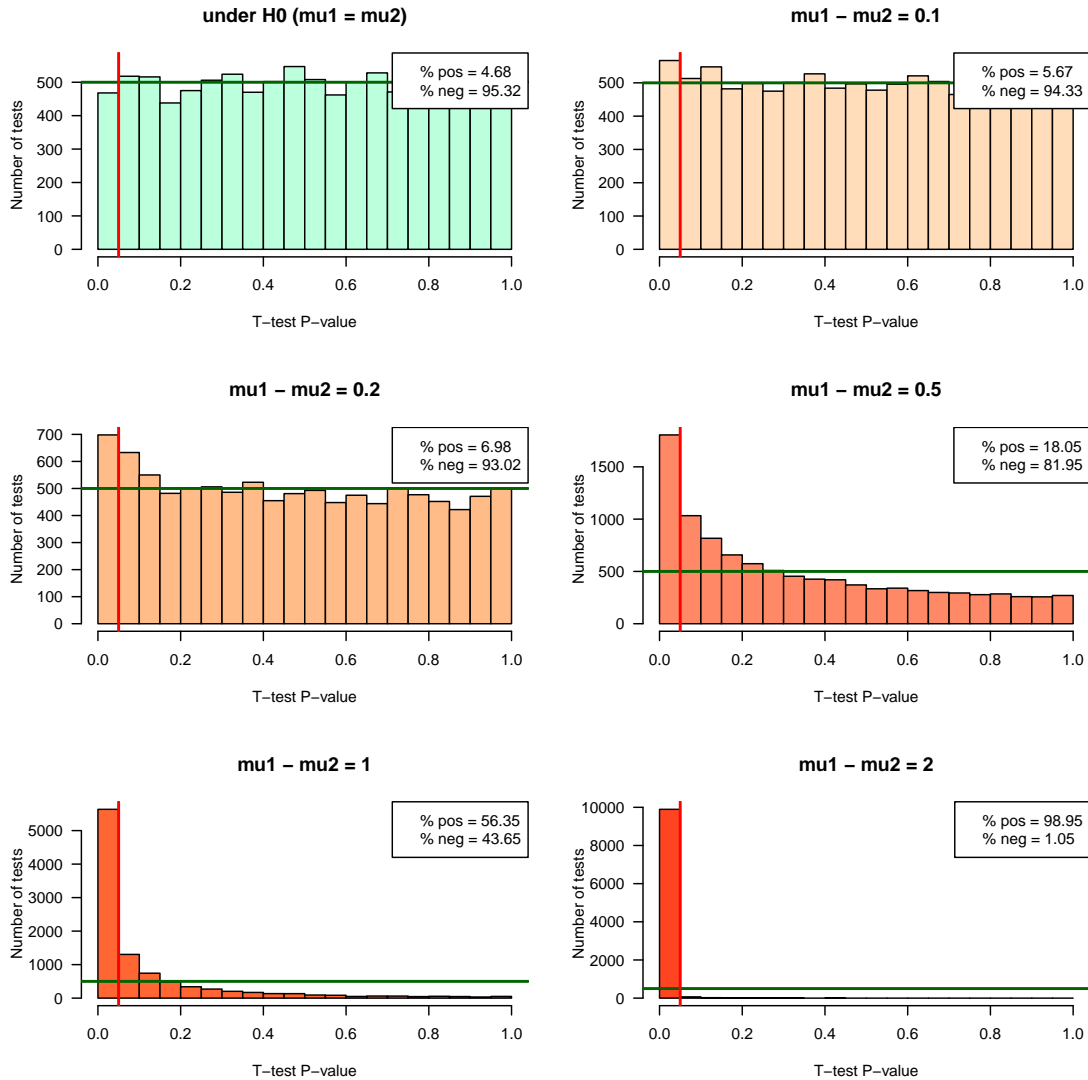 under H0 (mu1 = mu2)
% pos = 4.68
% neg = 95.32
Number of tests
500
400
300
200
100
0
0.0 0.2 0.4 0.6 0.8 1.0
T−test P−value
mu1 − mu2 = 0.1
% pos = 5.67
% neg = 94.33
Number of tests
600
500
400
300
200
100
0
0.0 0.2 0.4 0.6 0.8 1.0
T−test P−value
mu1 − mu2 = 0.2
% pos = 6.98
% neg = 93.02
Number of tests
700
600
500
400
300
200
100
0
0.0 0.2 0.4 0.6 0.8 1.0
T−test P−value
mu1 − mu2 = 0.5
% pos = 18.05
% neg = 81.95
Number of tests
1500
1000
500
0
0.0 0.2 0.4 0.6 0.8 1.0
T−test P−value
mu1 − mu2 = 1
% pos = 56.35
% neg = 43.65
Number of tests
5000
4000
3000
2000
1000
0
0.0 0.2 0.4 0.6 0.8 1.0
T−test P−value
mu1 − mu2 = 2
% pos = 98.95
% neg = 1.05
Number of tests
10000
8000
6000
4000
2000
0
0.0 0.2 0.4 0.6 0.8 1.0
T−test P−value